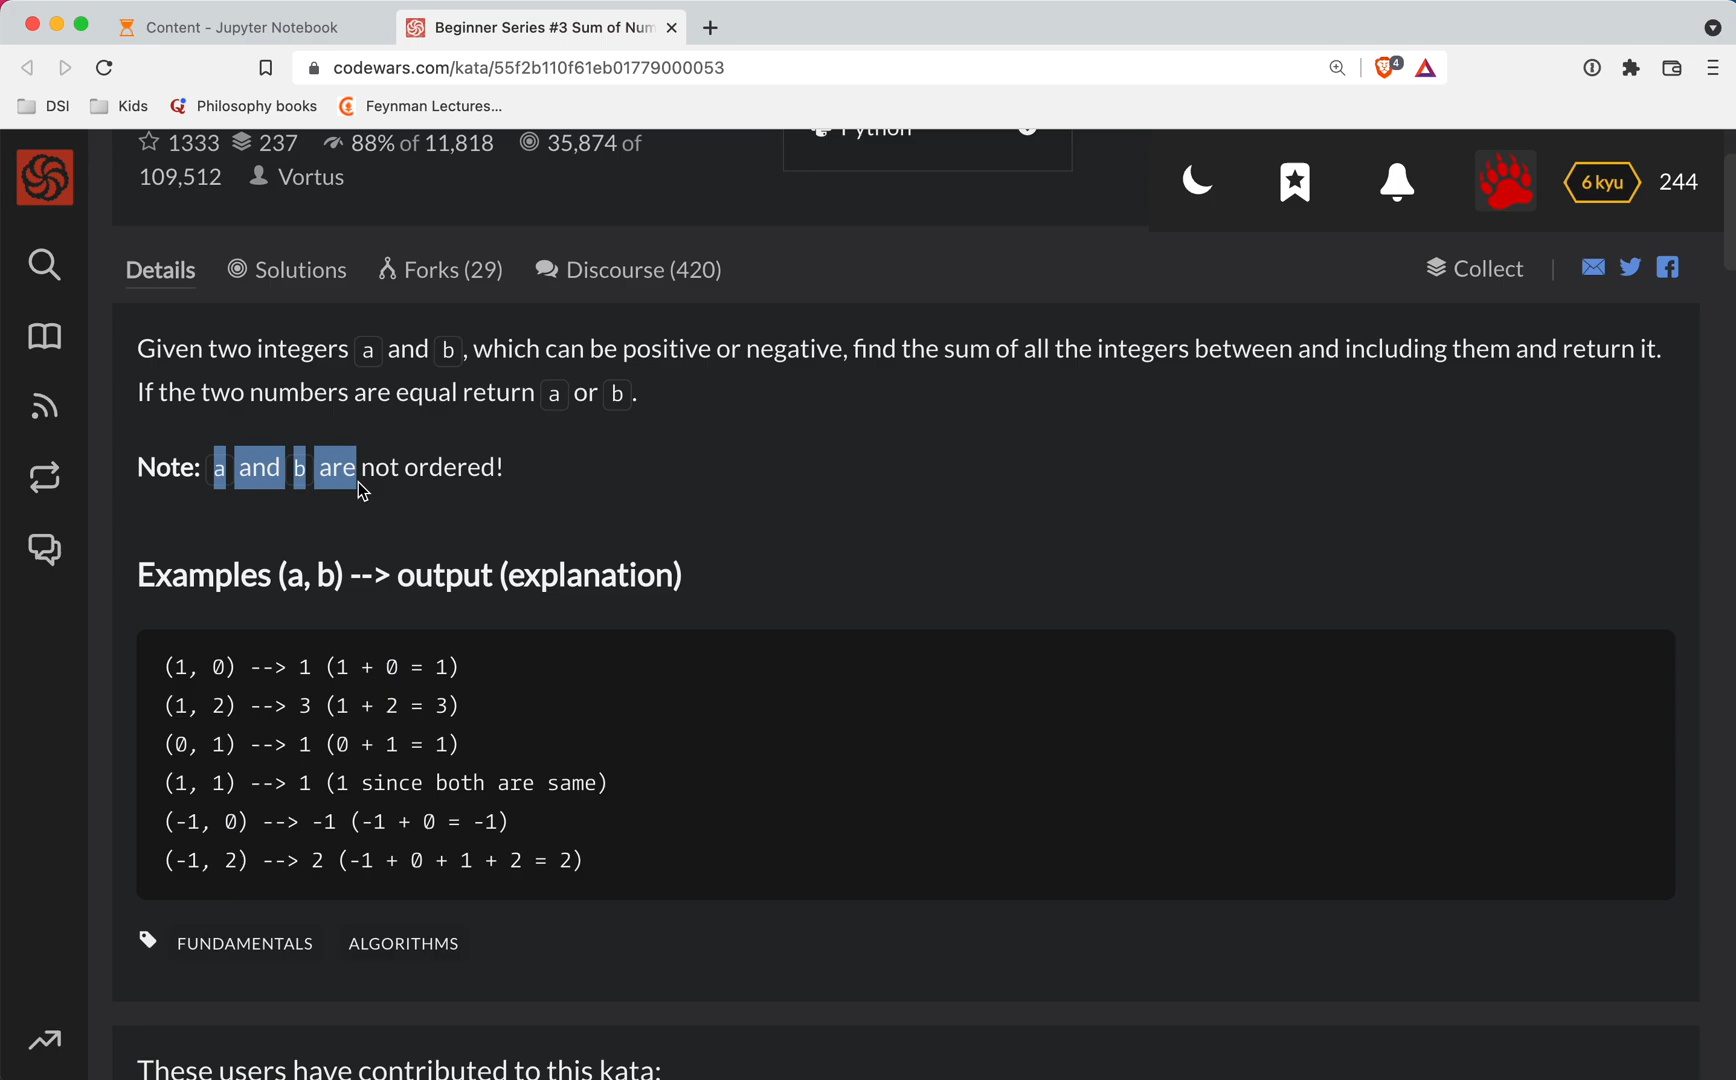 Content - Jupyter Notebook
Beginner Series #3 Sum of Num
codewars.com/kata/55f2b110f61eb01779000053
4
DSI Kids Philosophy books Feynman Lectures...
1333 237 88% of 11,818 35,874 of
109,512 Vortus
Python
6 kyu 244
Details Solutions Forks (29) Discourse (420) Collect
Given two integers a and b, which can be positive or negative, find the sum of all the integers between and including them and return it.
If the two numbers are equal return a or b.
Note: a and b are not ordered!
Examples (a, b) --> output (explanation)
(1, 0) --> 1 (1 + 0 = 1)
(1, 2) --> 3 (1 + 2 = 3)
(0, 1) --> 1 (0 + 1 = 1)
(1, 1) --> 1 (1 since both are same)
(-1, 0) --> -1 (-1 + 0 = -1)
(-1, 2) --> 2 (-1 + 0 + 1 + 2 = 2)
FUNDAMENTALS ALGORITHMS
These users have contributed to this kata: